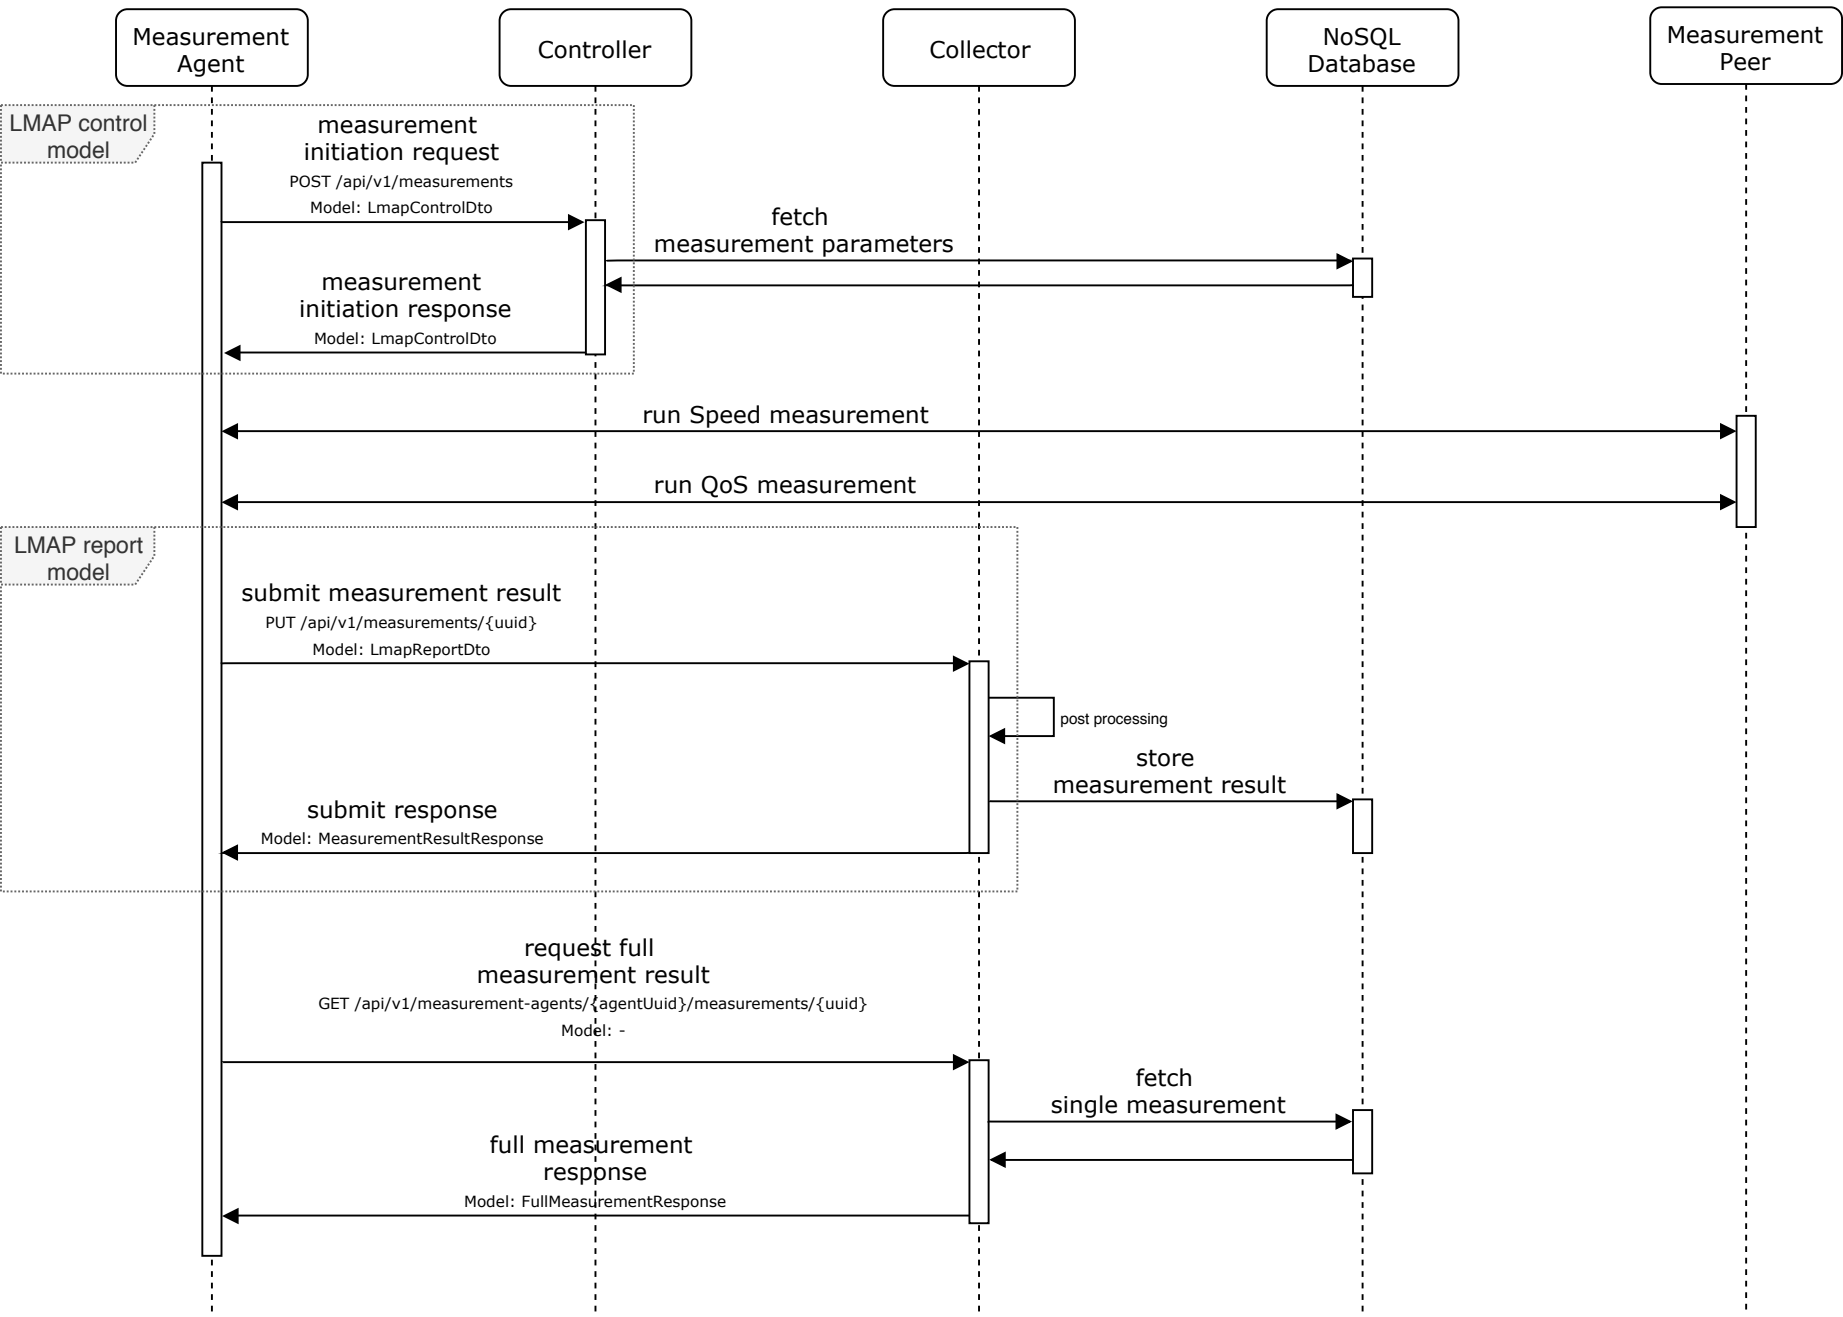 Measurement
Agent
Controller
Collector
NoSQL
Database
Measurement
Peer
LMAP control
model
measurement
initiation request
POST /api/v1/measurements
Model: LmapControlDto
fetch
measurement parameters
measurement
initiation response
Model: LmapControlDto
run Speed measurement
run QoS measurement
LMAP report
model
submit measurement result
PUT /api/v1/measurements/{uuid}
Model: LmapReportDto
post processing
store
measurement result
submit response
Model: MeasurementResultResponse
request full
measurement result
GET /api/v1/measurement-agents/{agentUuid}/measurements/{uuid}
Model: -
fetch
single measurement
full measurement
response
Model: FullMeasurementResponse